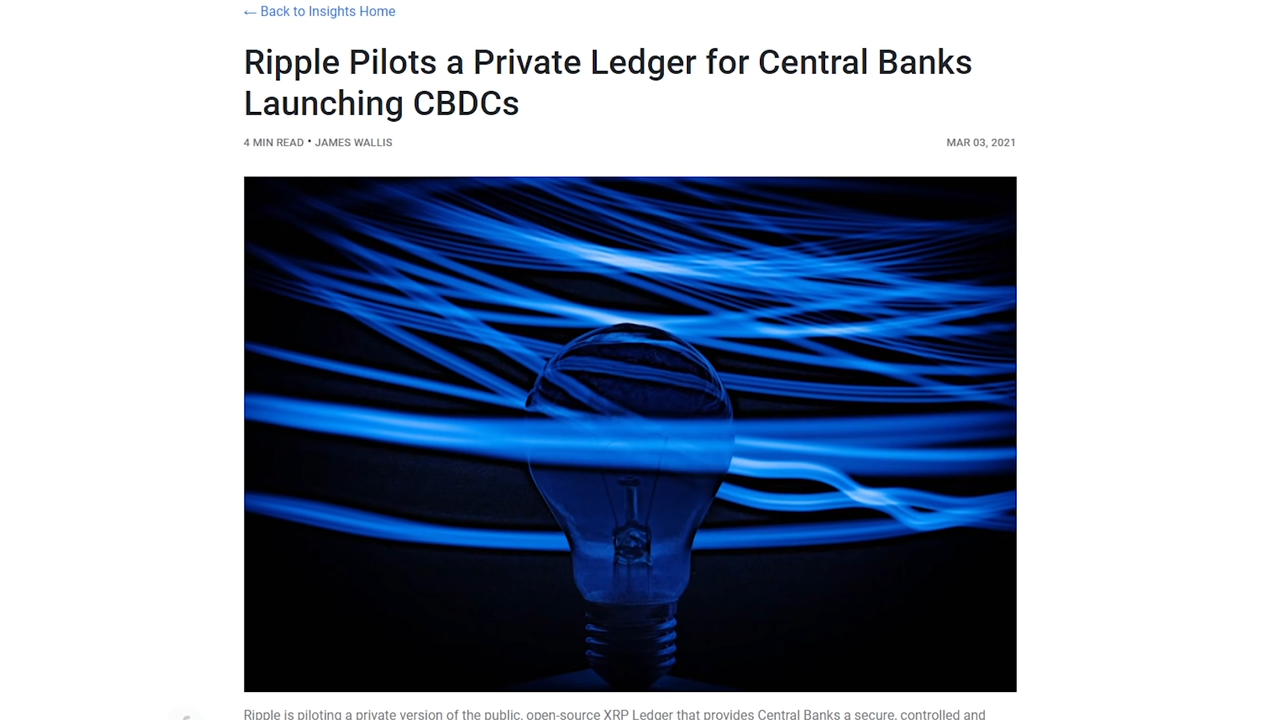 ← Back to Insights Home
Ripple Pilots a Private Ledger for Central Banks
Launching CBDCs
4 MIN READ • JAMES WALLIS
MAR 03, 2021
Ripple is piloting a private version of the public, open-source XRP Ledger that provides Central Banks a secure, controlled and